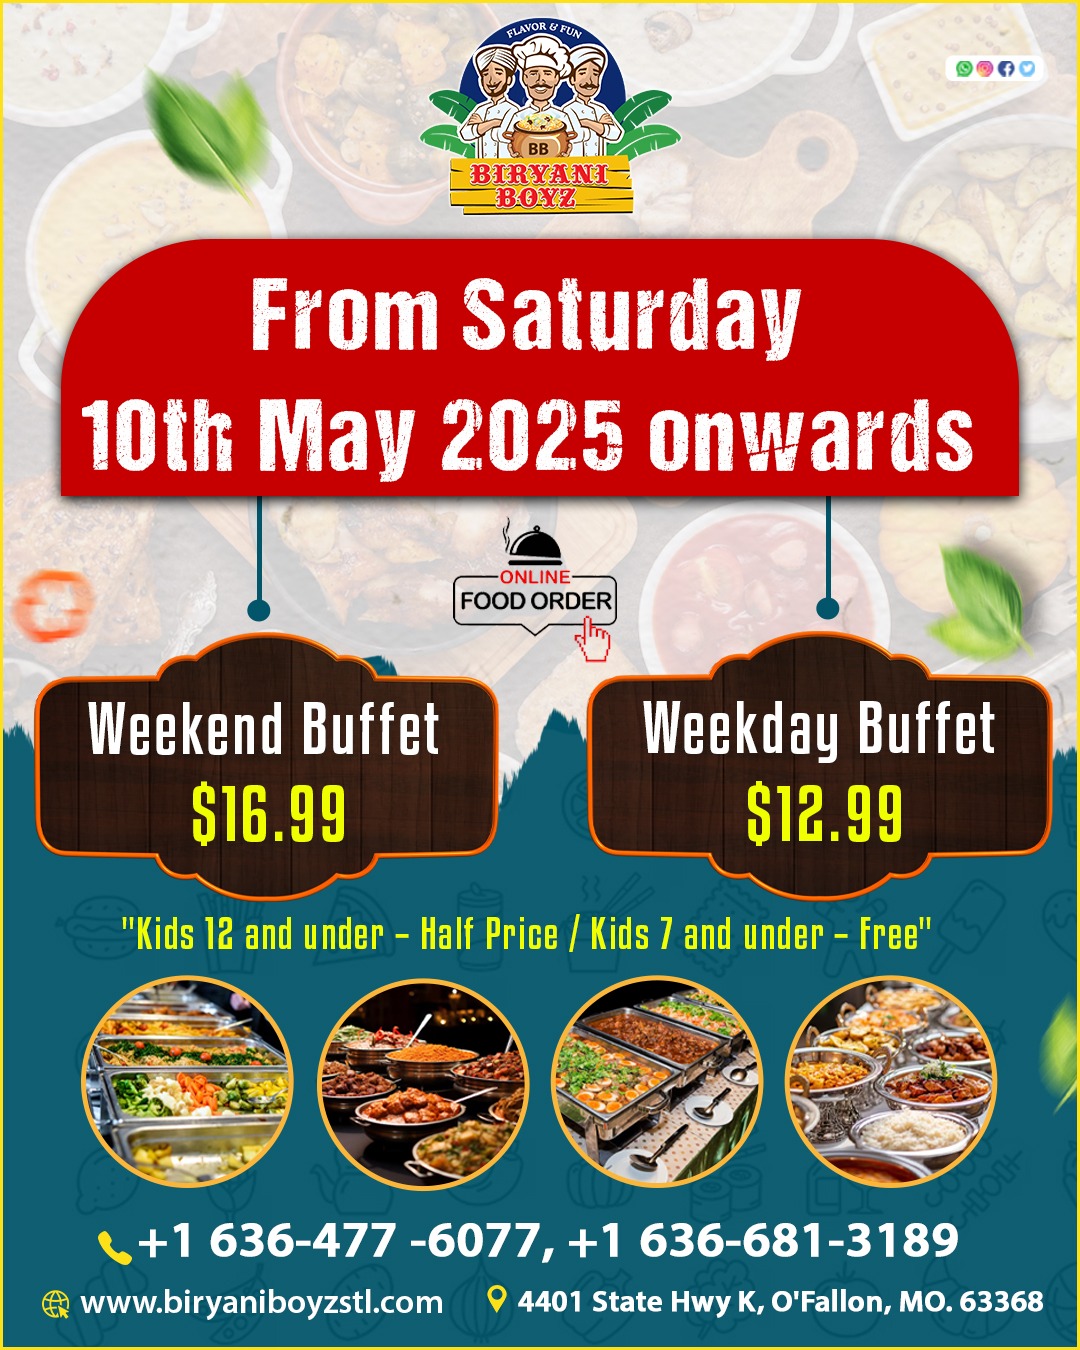 FLAVOR & FUN
BB
BIRYANI
BOYZ
From Saturday
10th May 2025 onwards
ONLINE
FOOD ORDER
Weekend Buffet
$16.99
Weekday Buffet
$12.99
"Kids 12 and under – Half Price / Kids 7 and under – Free"
+1 636-477 -6077, +1 636-681-3189
www.biryaniboyzstl.com
4401 State Hwy K, O'Fallon, MO. 63368